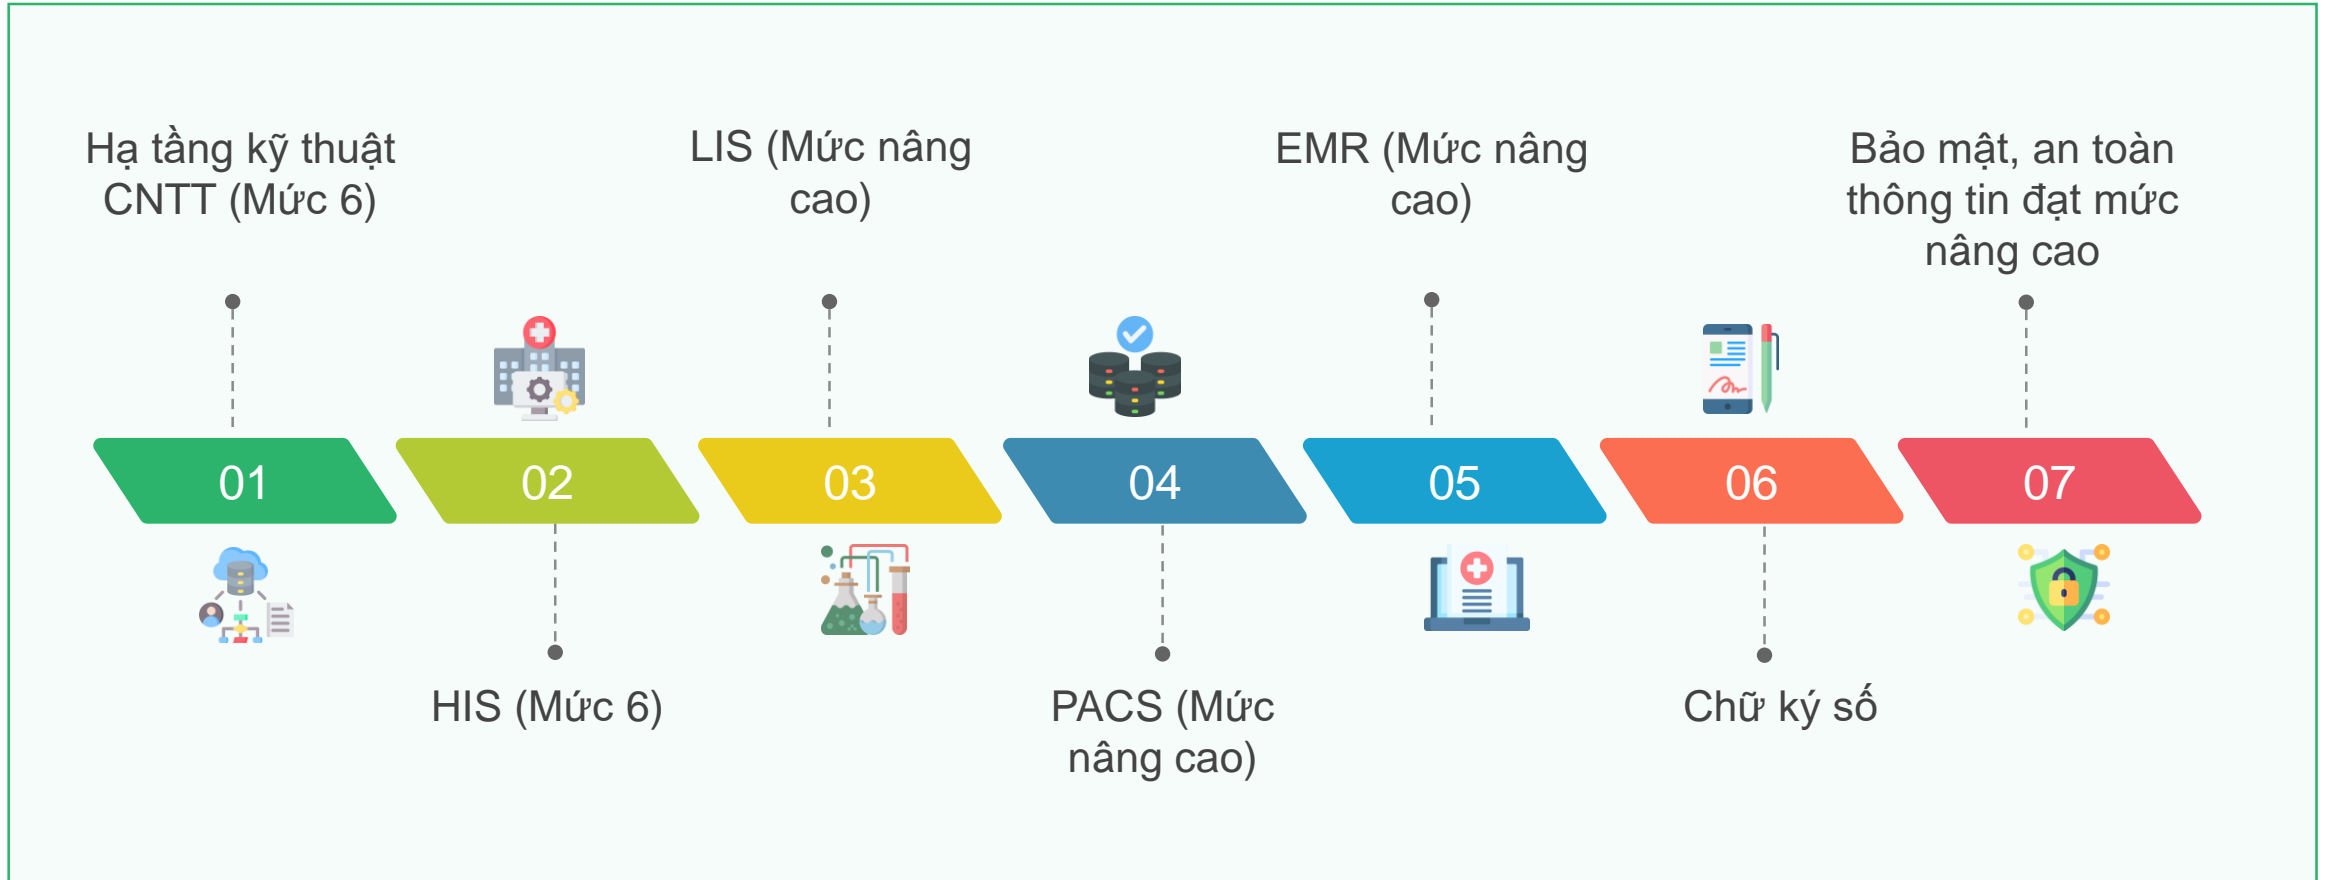 Hạ tầng kỹ thuật
CNTT (Mức 6)
LIS (Mức nâng
cao)
EMR (Mức nâng
cao)
Bảo mật, an toàn
thông tin đạt mức
nâng cao
01
02
03
04
05
06
07
HIS (Mức 6)
PACS (Mức
nâng cao)
Chữ ký số